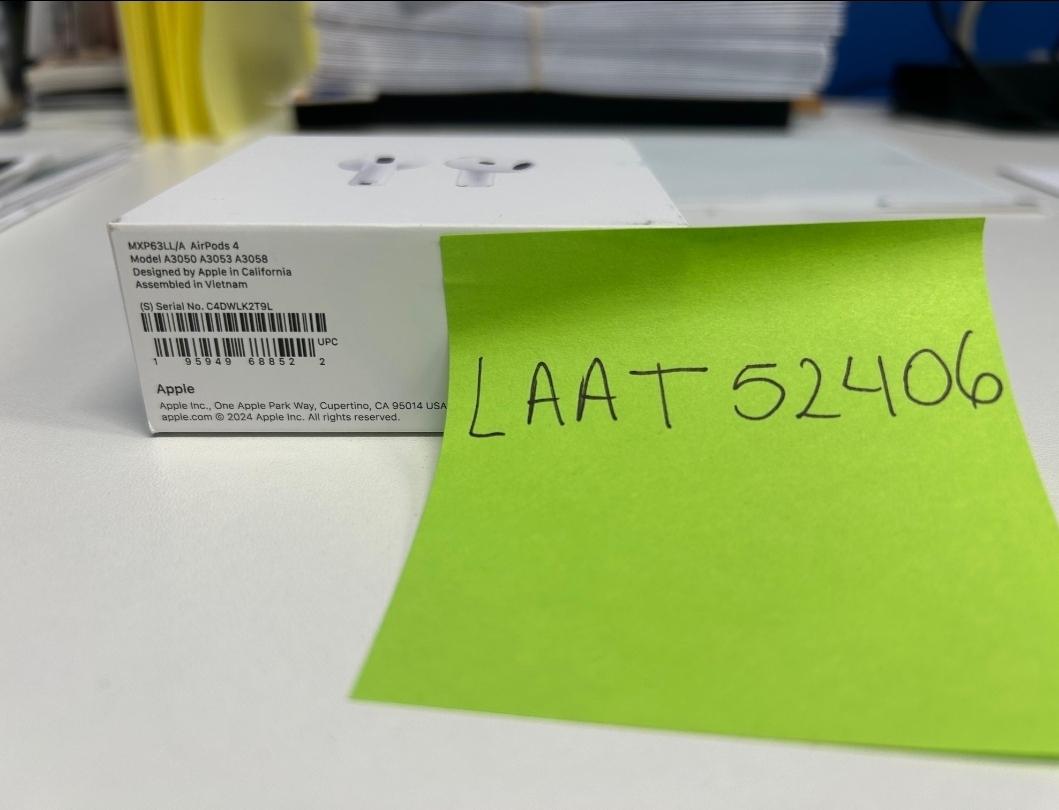 MXP63LL/A AirPods 4
Model A3050 A3053 A3058
Designed by Apple in California
Assembled in Vietnam
(S) Serial No. C4DWLK2T9L
UPC
1 95949 68852 2
Apple
Apple Inc., One Apple Park Way, Cupertino, CA 95014 USA
apple.com © 2024 Apple Inc. All rights reserved.
LAAT 52406